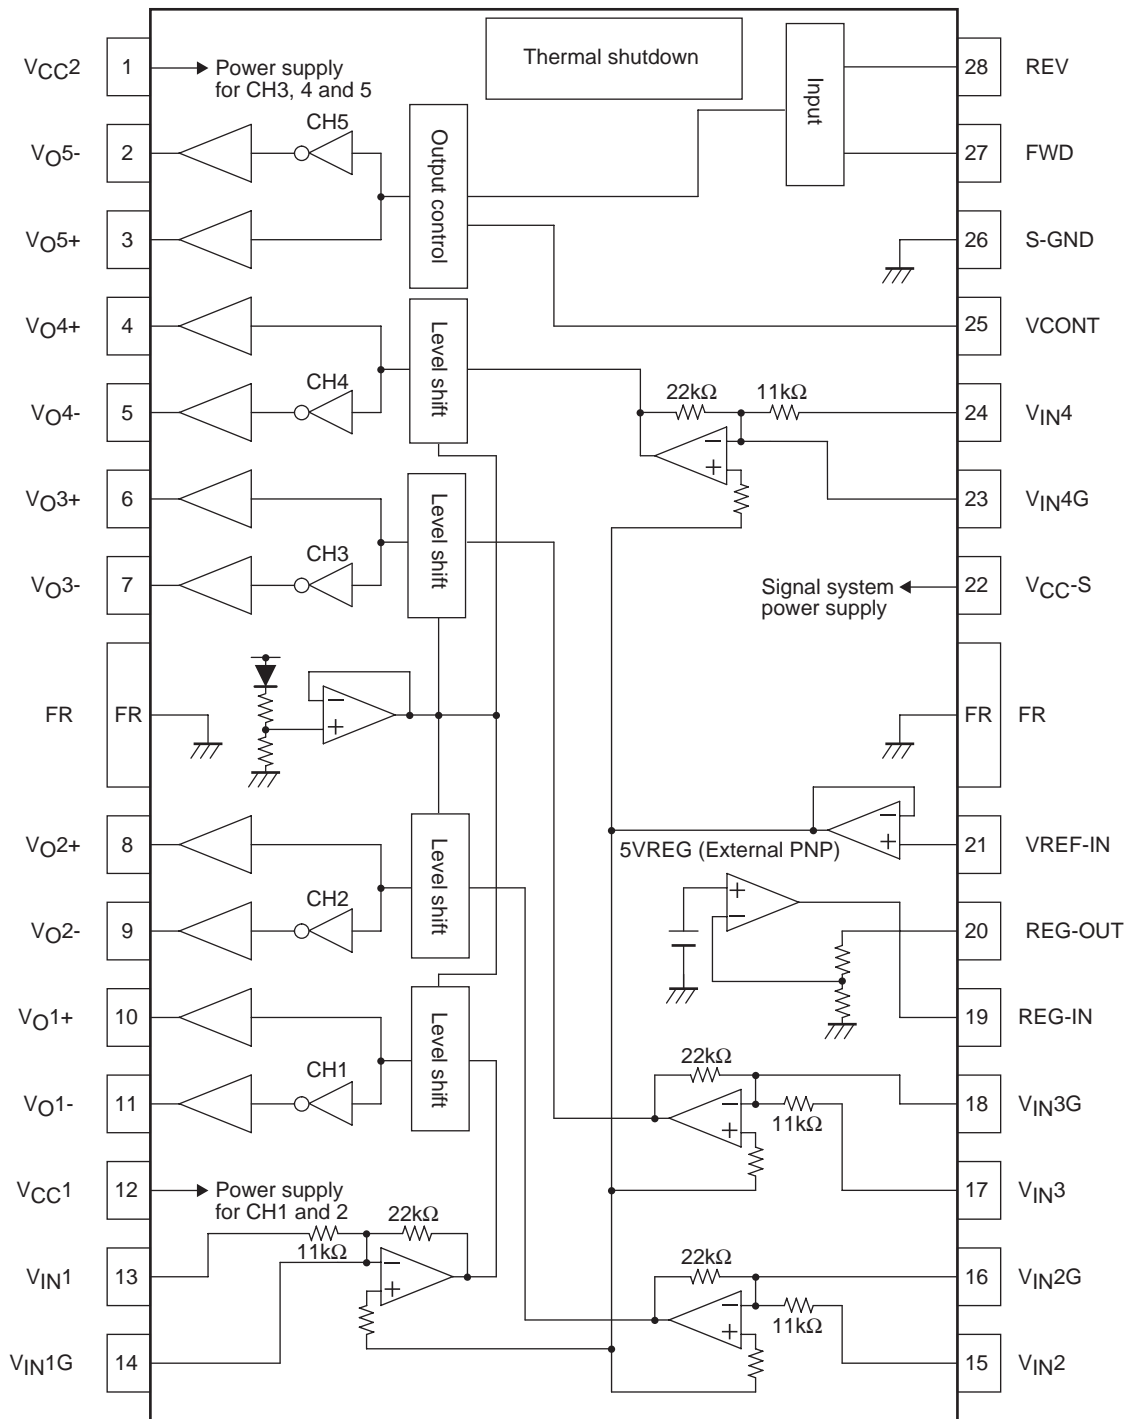 Thermal shutdown
VCC2 1 Power supply
for CH3, 4 and 5
Input
28 REV
VO5- 2 CH5
Output control
27 FWD
VO5+ 3
26 S-GND
VO4+ 4
Level shift
25 VCONT
VO4- 5 CH4
22kΩ 11kΩ
24 VIN4
VO3+ 6
Level shift
23 VIN4G
VO3- 7 CH3
Signal system
power supply
22 VCC-S
FR FR
FR FR
VO2+ 8
Level shift
5VREG (External PNP)
21 VREF-IN
VO2- 9 CH2
20 REG-OUT
VO1+ 10
Level shift
19 REG-IN
VO1- 11 CH1
22kΩ
11kΩ
18 VIN3G
VCC1 12 Power supply
for CH1 and 2
17 VIN3
VIN1 13
11kΩ
22kΩ
22kΩ
16 VIN2G
VIN1G 14
11kΩ
15 VIN2